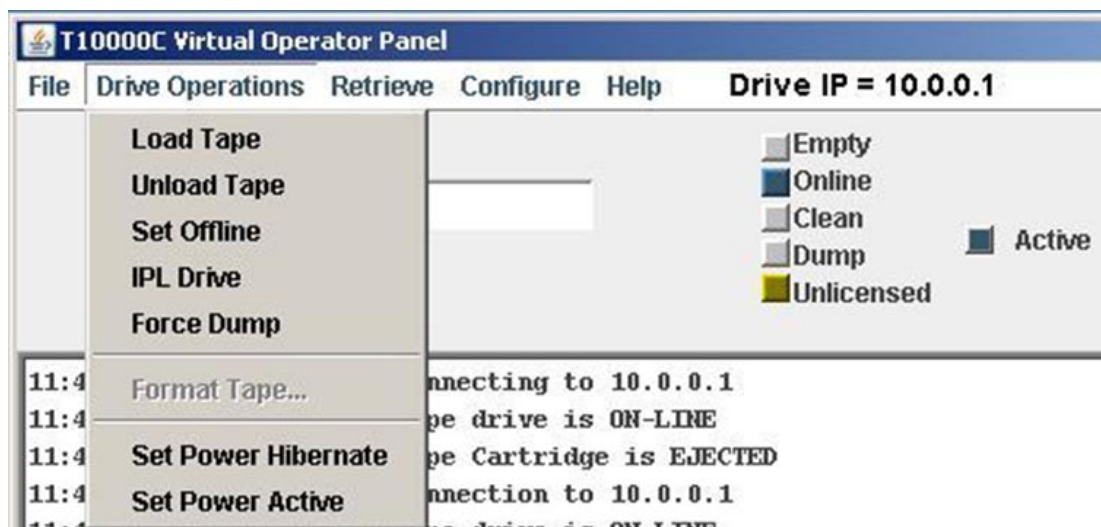 T10000C Virtual Operator Panel
File Drive Operations Retrieve Configure Help Drive IP = 10.0.0.1
Load Tape
Unload Tape
Set Offline
IPL Drive
Force Dump
Format Tape...
Set Power Hibernate
Set Power Active
Empty
Online
Clean
Dump
Unlicensed
Active
11:4 nnecting to 10.0.0.1
11:4 pe drive is ON-LINE
11:4 pe Cartridge is EJECTED
11:4 nnection to 10.0.0.1